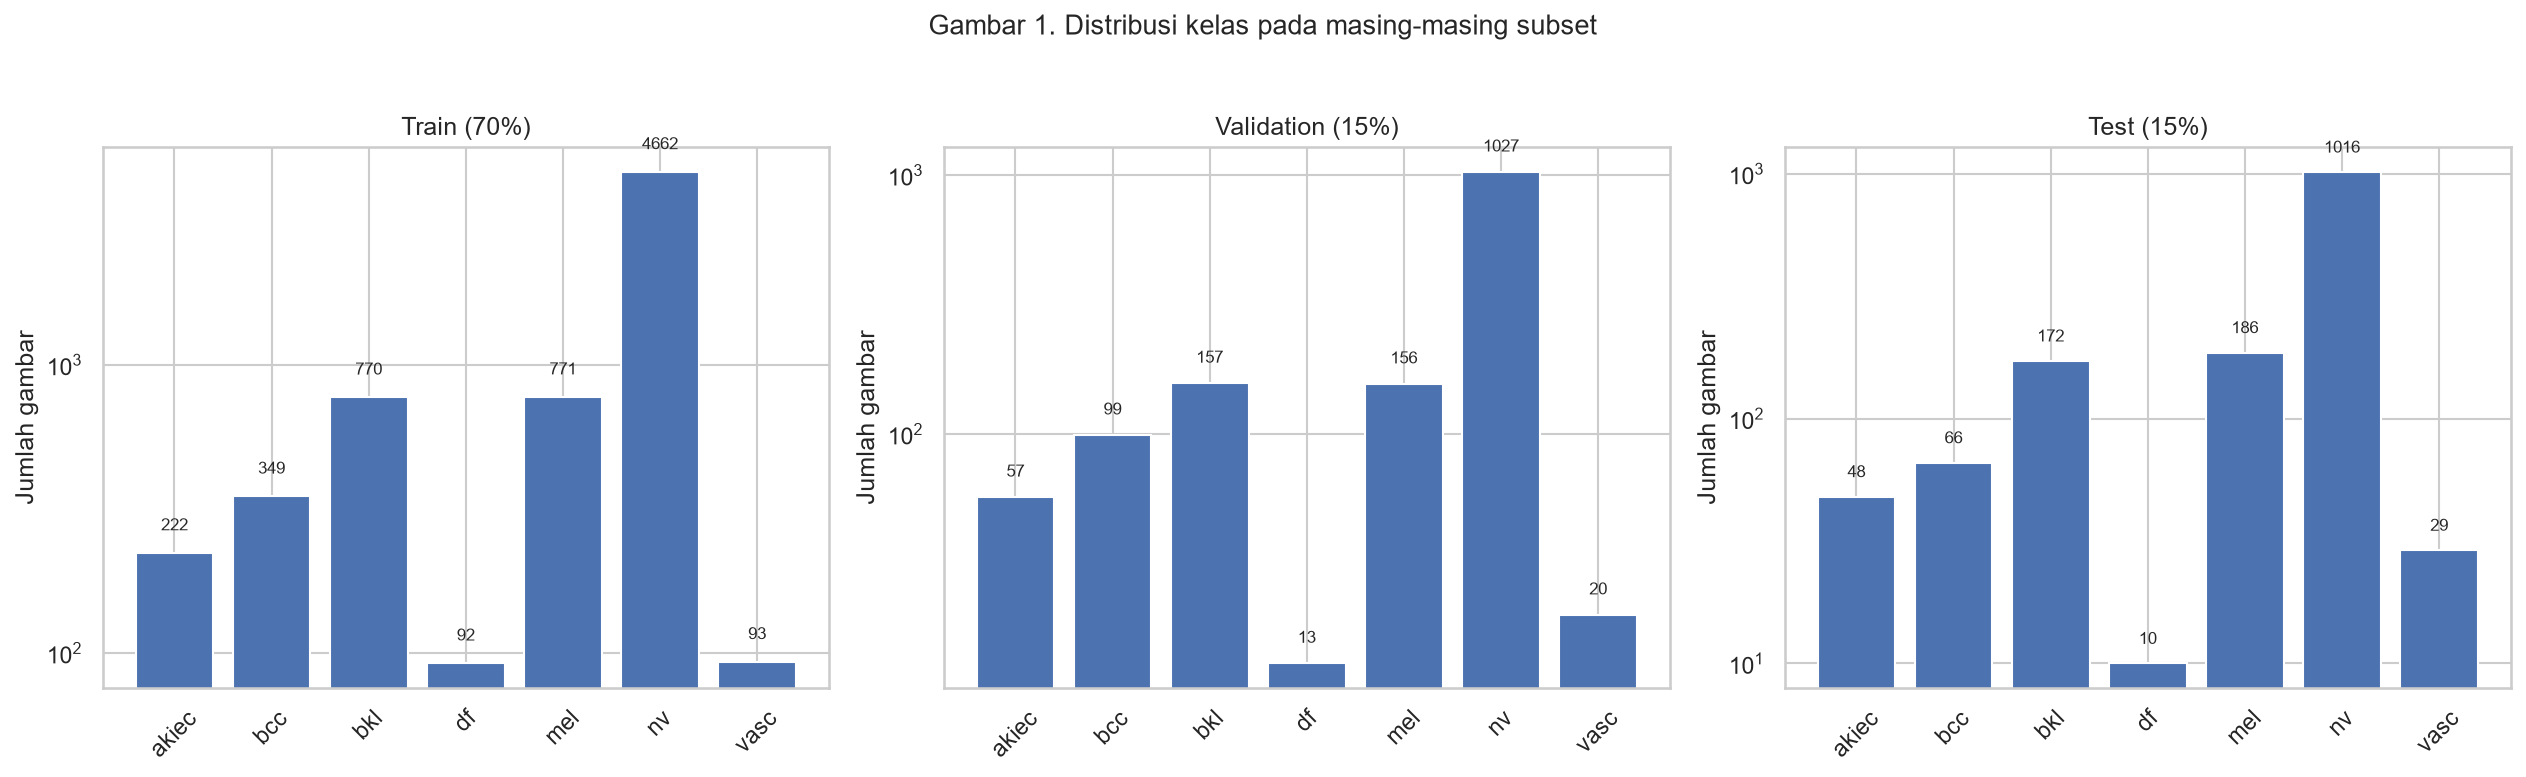 Gambar 1. Distribusi kelas pada masing-masing subset
Train (70%)
Jumlah gambar
10³
10²
222
349
770
92
771
4662
93
akiec
bcc
bkl
df
mel
nv
vasc
Validation (15%)
Jumlah gambar
10³
10²
57
99
157
13
156
1027
20
akiec
bcc
bkl
df
mel
nv
vasc
Test (15%)
Jumlah gambar
10³
10²
10¹
48
66
172
10
186
1016
29
akiec
bcc
bkl
df
mel
nv
vasc